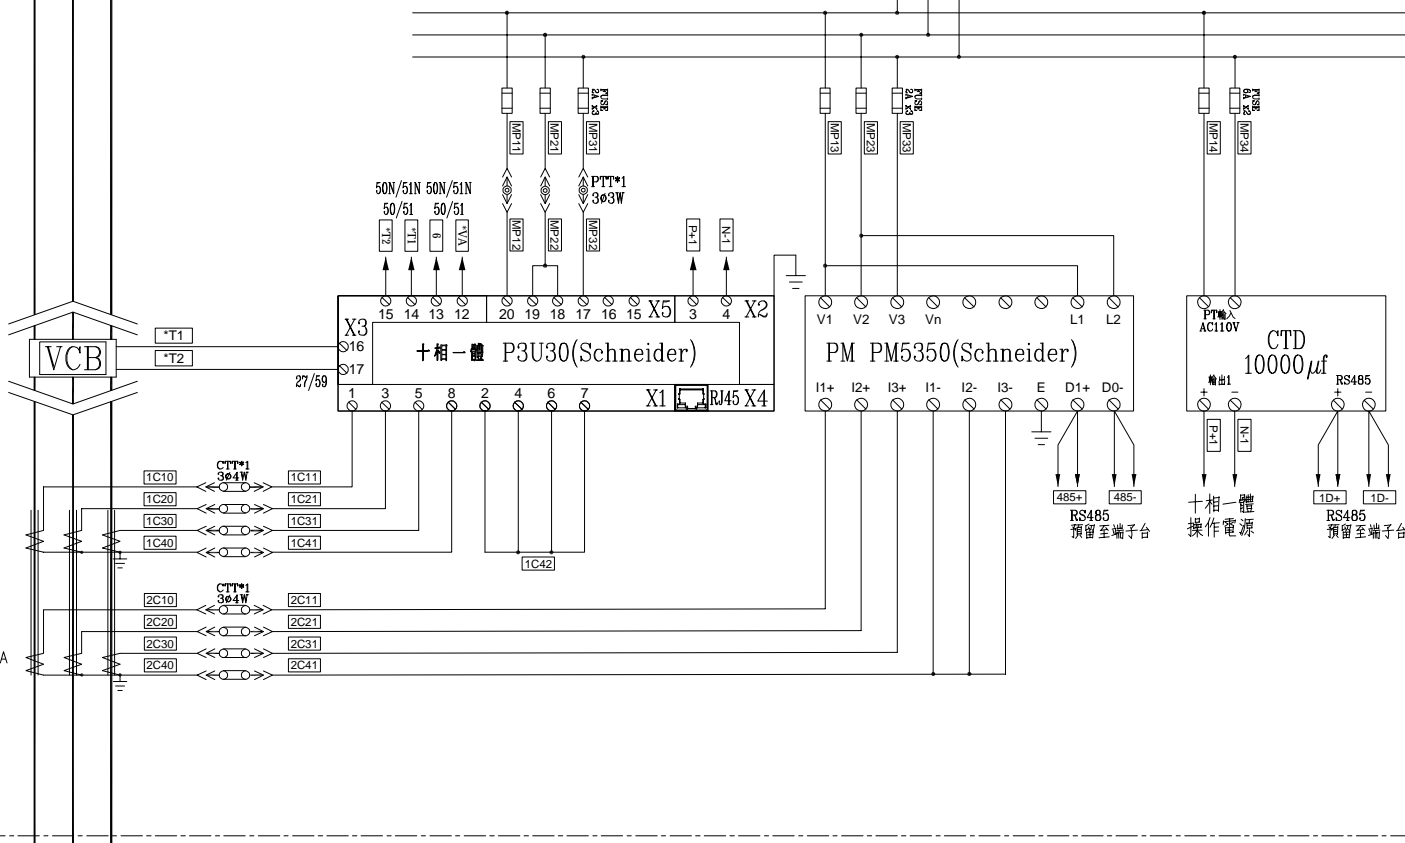 FUSE
2A x3
FUSE
2A x3
FUSE
6A x2
MP11
MP21
MP31
MP13
MP23
MP33
MP14
MP34
PTT*1
3ø3W
50N/51N 50N/51N
50/51 50/51
*T2
*T1
6
*VA
MP12
MP22
MP32
P+1
N-1
15 14 13 12 20 19 18 17 16 15 X5 3 4 X2
X3
16
17
十相一體 P3U30(Schneider)
1 3 5 8 2 4 6 7 X1 RJ45 X4
VCB
*T1
*T2
27/59
V1 V2 V3 Vn L1 L2
PM PM5350(Schneider)
I1+ I2+ I3+ I1- I2- I3- E D1+ D0-
485+ 485-
RS485
預留至端子台
PT輸入
AC110V
CTD
10000μf
輸出1
RS485
+ − + −
P+1
N-1
十相一體
操作電源
1D+ 1D-
RS485
預留至端子台
CTT*1
3ø4W
1C10 1C11
1C20 1C21
1C30 1C31
1C40 1C41
1C42
CTT*1
3ø4W
2C10 2C11
2C20 2C21
2C30 2C31
2C40 2C41
A